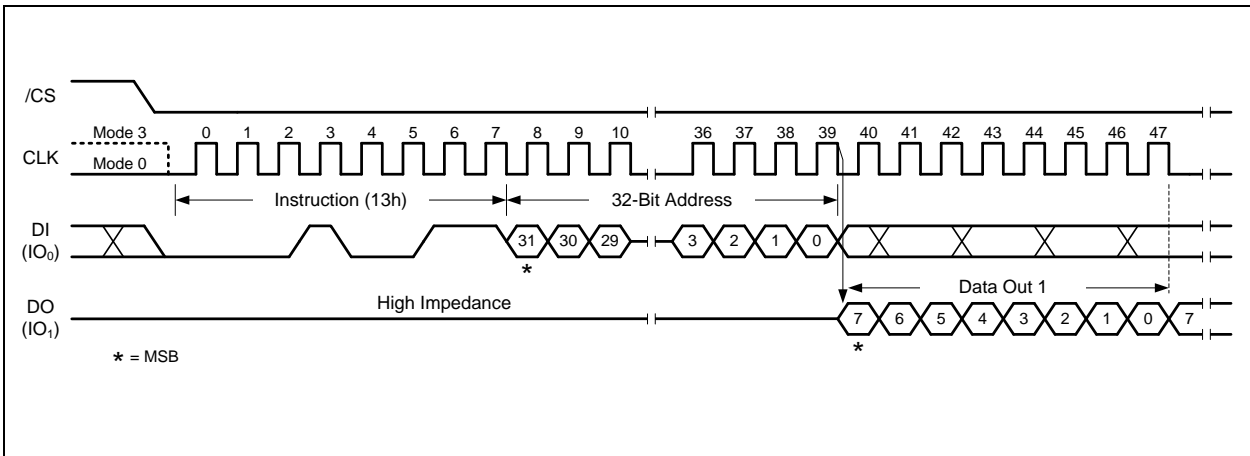 /CS
Mode 3
0 1 2 3 4 5 6 7 8 9 10 36 37 38 39 40 41 42 43 44 45 46 47
CLK
Mode 0
Instruction (13h)
32-Bit Address
DI
(IO₀)
31 30 29 3 2 1 0
*
Data Out 1
High Impedance
DO
(IO₁)
7 6 5 4 3 2 1 0 7
*
* = MSB